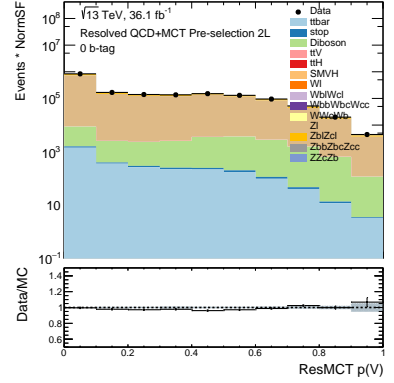 Events * NormSF
10⁸
10⁷
10⁵
10³
10
10⁻¹
√13 TeV, 36.1 fb⁻¹
Resolved QCD+MCT Pre-selection 2L
0 b-tag
Data
ttbar
stop
Diboson
ttV
ttH
SMVH
Wl
WblWcl
WbbWbcWcc
Zl
ZblZcl
ZbbZbcZcc
ZZcZb
Data/MC
1.4
1.2
1
0.8
0.6
0 0.2 0.4 0.6 0.8 1
ResMCT p(V)